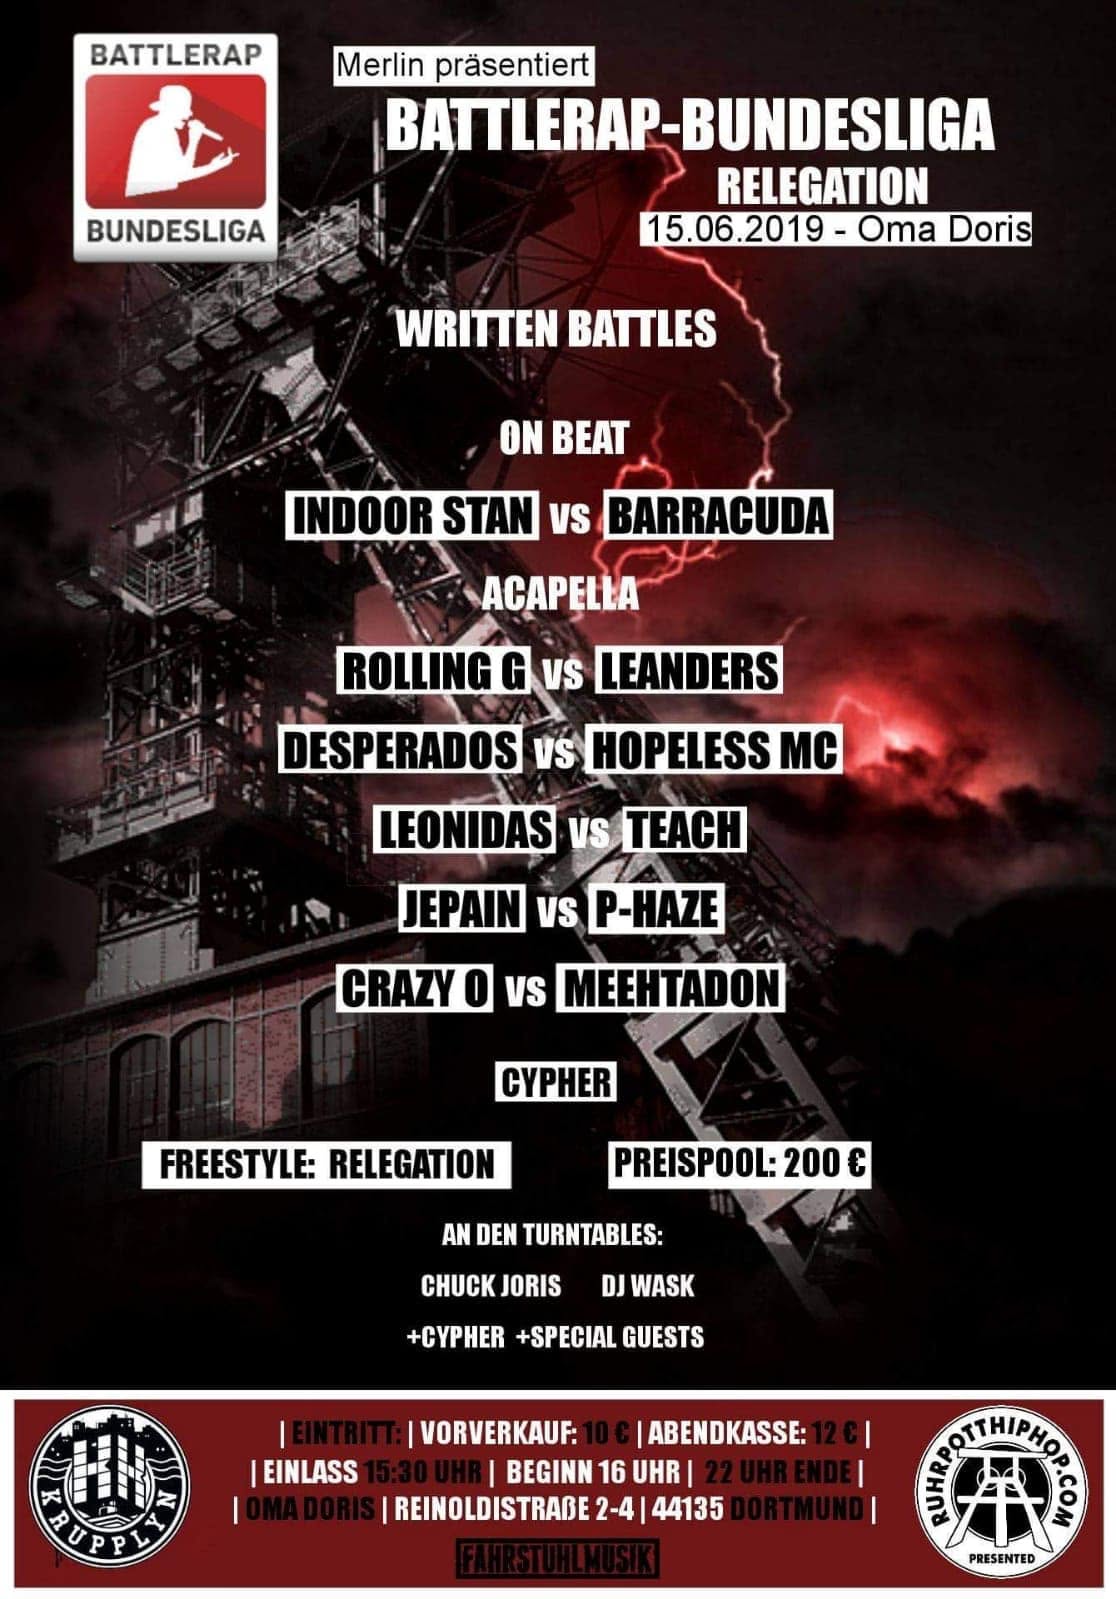 BATTLERAP
BUNDESLIGA
Merlin präsentiert
BATTLERAP-BUNDESLIGA
RELEGATION
15.06.2019 - Oma Doris
WRITTEN BATTLES
ON BEAT
INDOOR STAN VS BARRACUDA
ACAPELLA
ROLLING G VS LEANDERS
DESPERADOS VS HOPELESS MC
LEONIDAS VS TEACH
JEPAIN VS P-HAZE
CRAZY O VS MEEHTADON
CYPHER
FREESTYLE: RELEGATION PREISPOOL: 200 €
AN DEN TURNTABLES:
CHUCK JORIS DJ WASK
+CYPHER +SPECIAL GUESTS
| EINTRITT: | VORVERKAUF: 10 € | ABENDKASSE: 12 € |
| EINLASS 15:30 UHR | BEGINN 16 UHR | 22 UHR ENDE |
| OMA DORIS | REINOLDISTRAßE 2-4 | 44135 DORTMUND |
FAHRSTUHLMUSIK
KRUPPLYN
RUHRPOTTHIPHOP.COM
PRESENTED